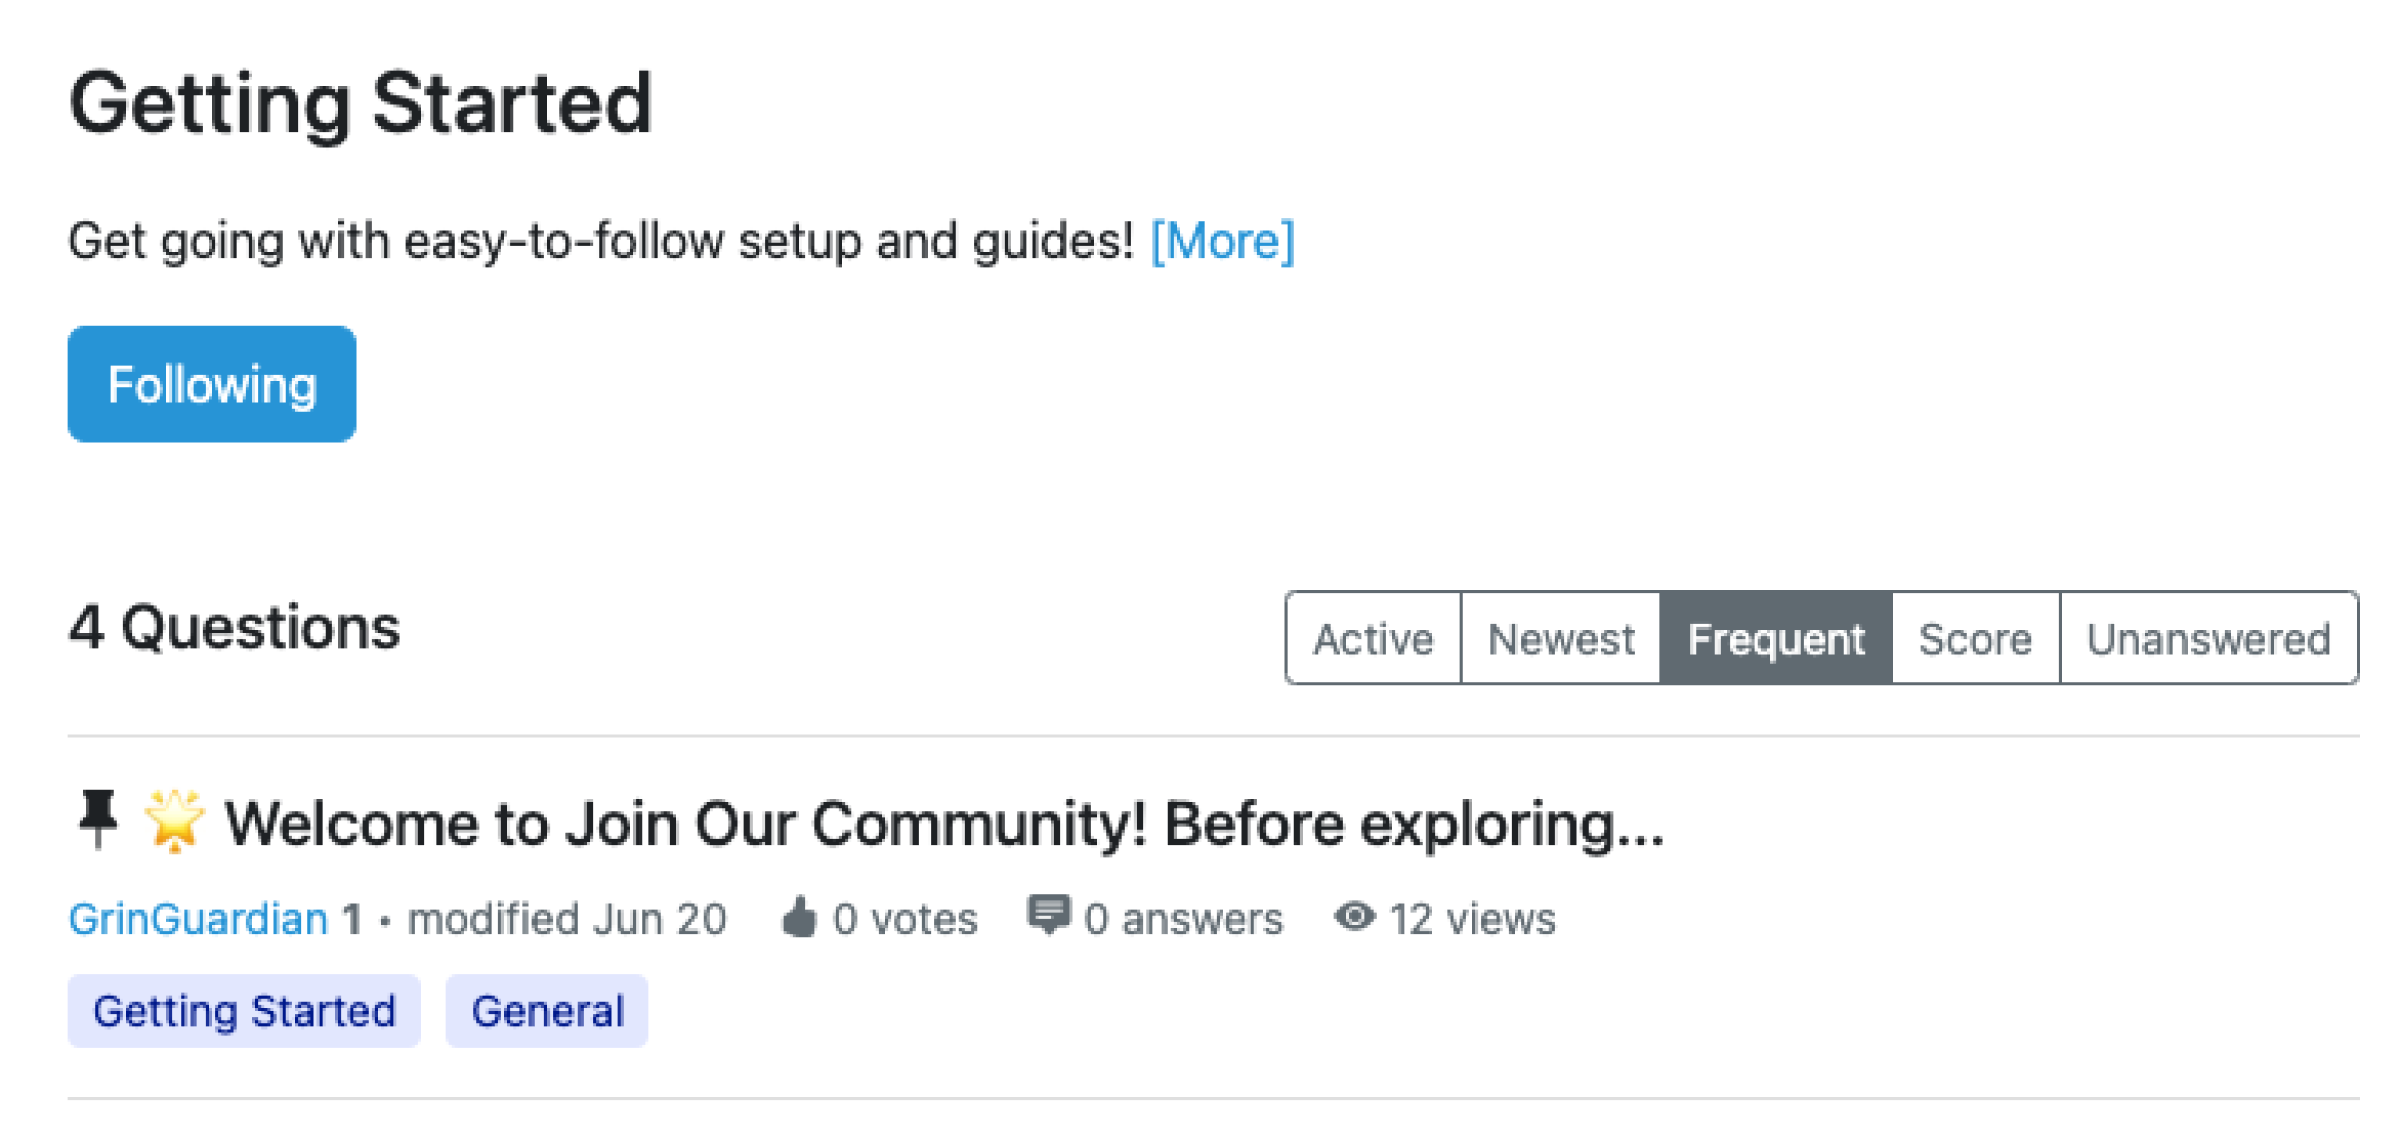 Getting Started
Get going with easy-to-follow setup and guides! [More]
Following
4 Questions
Active Newest Frequent Score Unanswered
🌟 Welcome to Join Our Community! Before exploring...
GrinGuardian 1 • modified Jun 20 0 votes 0 answers 12 views
Getting Started General